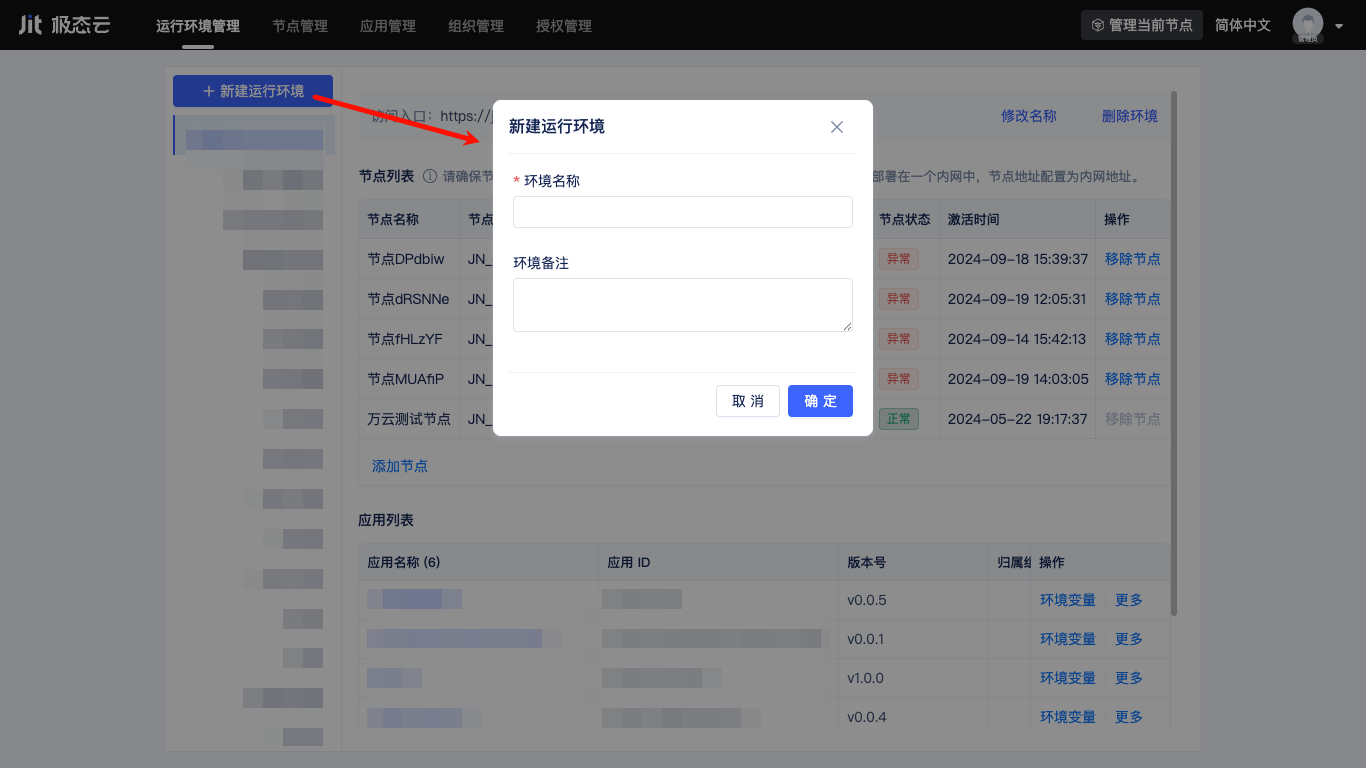 Jit 极态云 运行环境管理 节点管理 应用管理 组织管理 授权管理 管理当前节点 简体中文
+ 新建运行环境
访问入口: https://j 修改名称 删除环境
新建运行环境
节点列表 请确保节 部署在一个内网中，节点地址配置为内网地址。
* 环境名称
节点名称 节点 节点状态 激活时间 操作
节点DPdbiw JN_ 异常 2024-09-18 15:39:37 移除节点
环境备注
节点dRSNNe JN_ 异常 2024-09-19 12:05:31 移除节点
节点fHLzYF JN_ 异常 2024-09-14 15:42:13 移除节点
节点MUAfiP JN_ 异常 2024-09-19 14:03:05 移除节点
取 消 确 定
万云测试节点 JN_ 正常 2024-05-22 19:17:37 移除节点
添加节点
应用列表
应用名称 (6) 应用 ID 版本号 归属组 操作
v0.0.5 环境变量 更多
v0.0.1 环境变量 更多
v1.0.0 环境变量 更多
v0.0.4 环境变量 更多